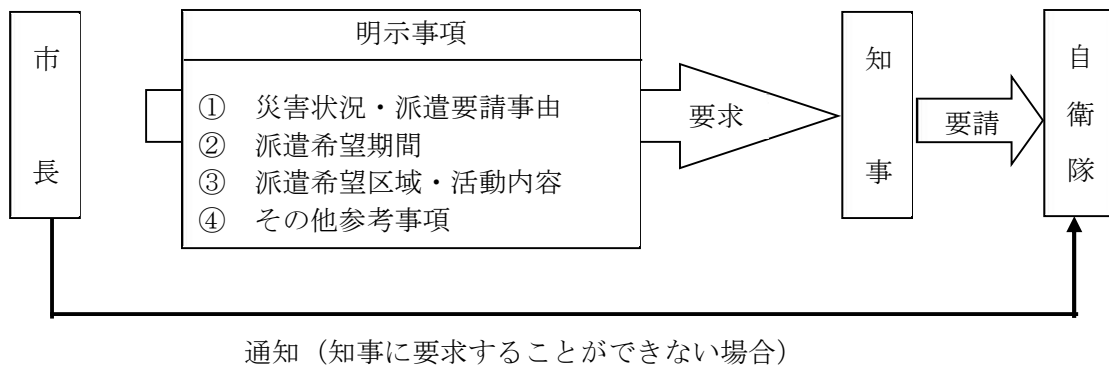 市長
明示事項
① 災害状況・派遣要請事由
② 派遣希望期間
③ 派遣希望区域・活動内容
④ その他参考事項
要求
知事
要請
自衛隊
通知（知事に要求することができない場合）